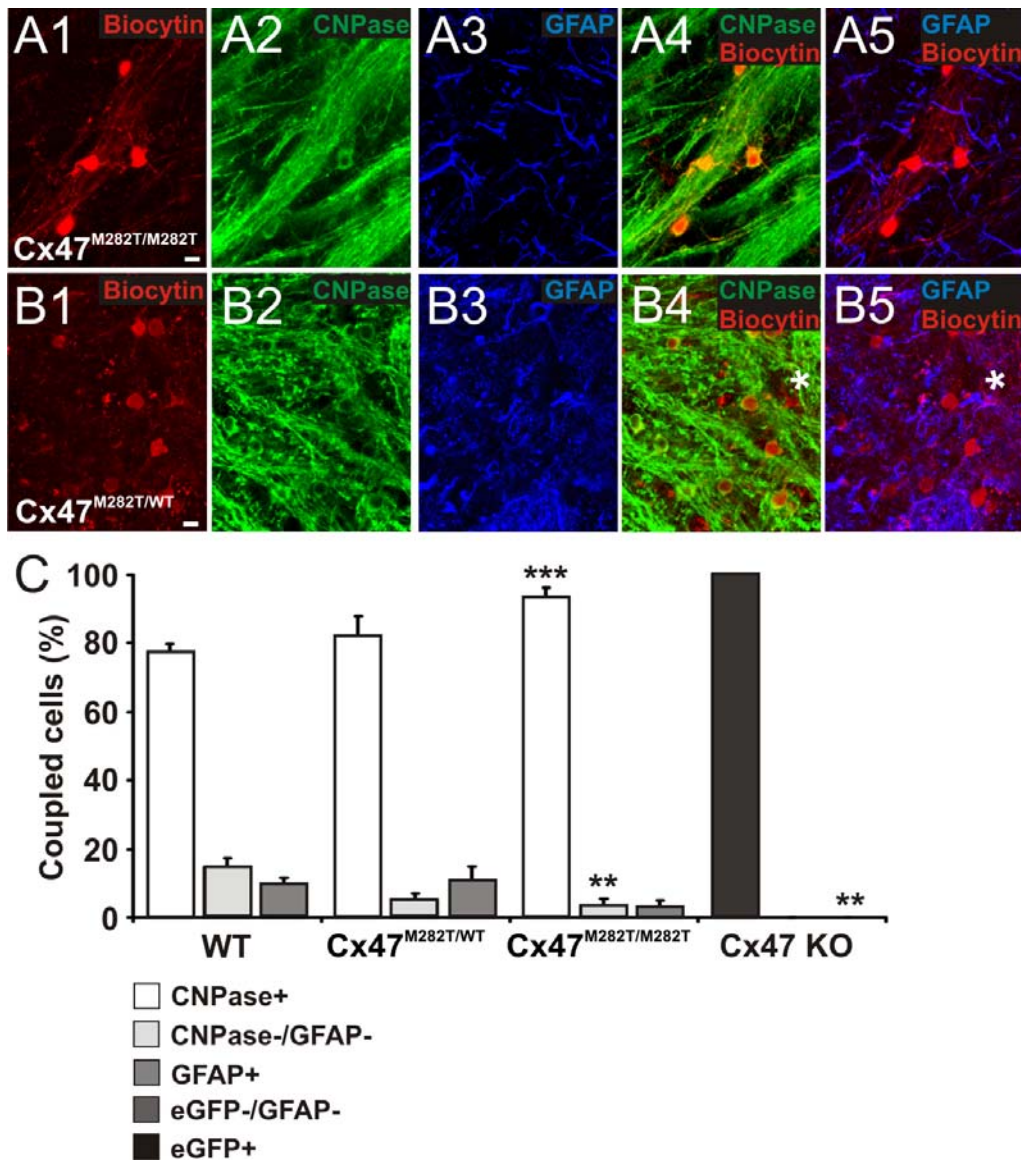 A1 Biocytin
A2 CNPase
A3 GFAP
A4 CNPase
Biocytin
A5 GFAP
Biocytin
Cx47M282T/M282T
B1 Biocytin
B2 CNPase
B3 GFAP
B4 CNPase
Biocytin
*
B5 GFAP
Biocytin
*
Cx47M282T/WT
C
Coupled cells (%)
100
80
60
40
20
0
***
**
**
WT
Cx47M282T/WT
Cx47M282T/M282T
Cx47 KO
CNPase+
CNPase-/GFAP-
GFAP+
eGFP-/GFAP-
eGFP+